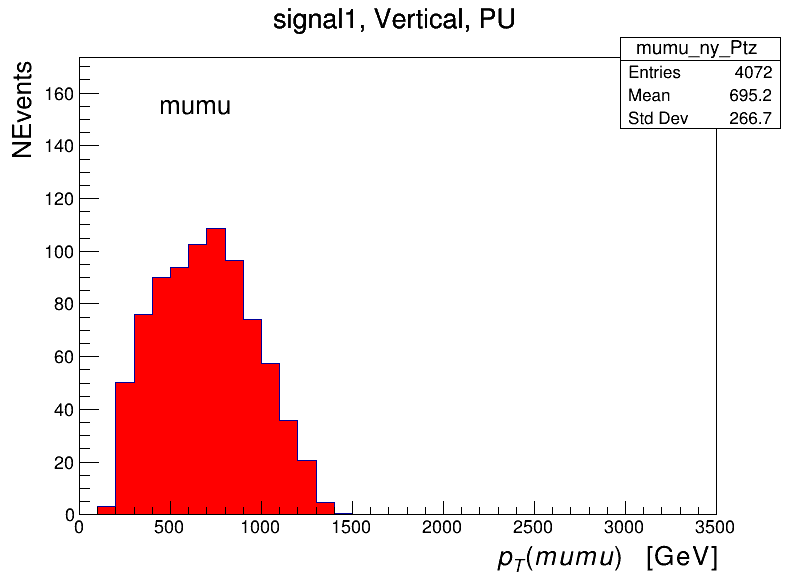 signal1, Vertical, PU
mumu_ny_Ptz
Entries 4072
Mean 695.2
Std Dev 266.7
NEvents
mumu
160
140
120
100
80
60
40
20
0
0 500 1000 1500 2000 2500 3000 3500
p_T(mumu) [GeV]